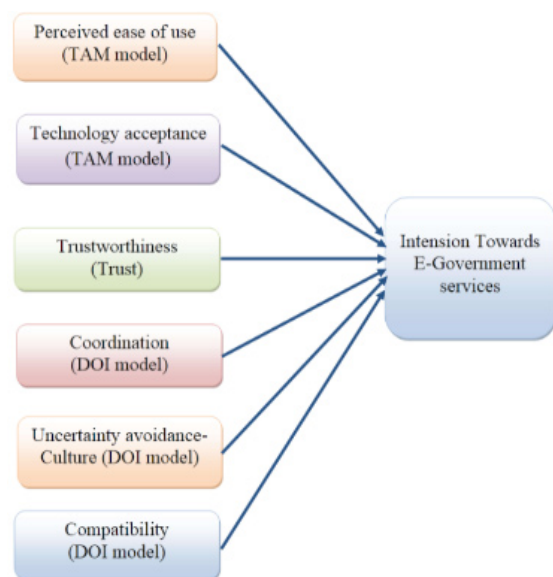 Perceived ease of use
(TAM model)
Technology acceptance
(TAM model)
Trustworthiness
(Trust)
Coordination
(DOI model)
Uncertainty avoidance-
Culture (DOI model)
Compatibility
(DOI model)
Intension Towards
E-Government
services